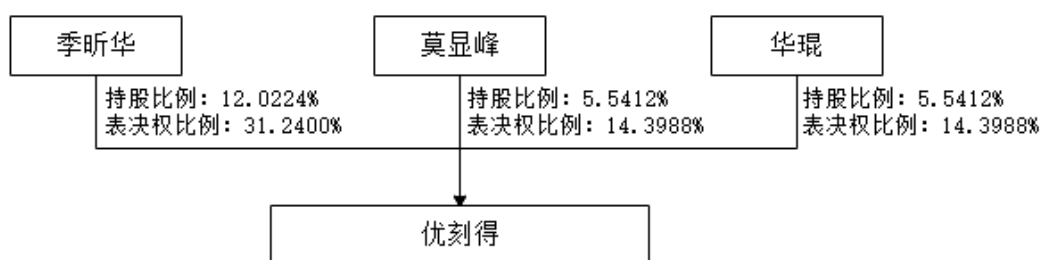 季昕华
莫显峰
华琨
持股比例：12.0224%
表决权比例：31.2400%
持股比例：5.5412%
表决权比例：14.3988%
持股比例：5.5412%
表决权比例：14.3988%
优刻得